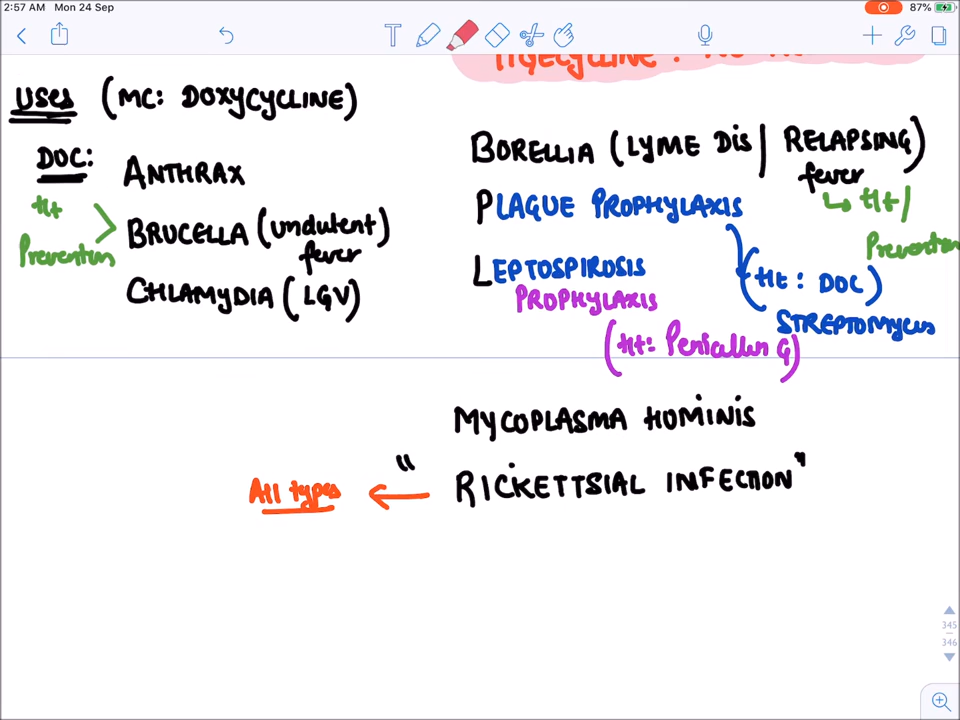 2:57 AM Mon 24 Sep
87%
Tigecycline :
Uses (MC: DOXYCYCLINE)
DOC:
ANTHRAX
BRUCELLA (undulent)
fever
CHLAMYDIA (LGV)
tt
Prevention
BORELLIA (LYME DIS | RELAPSING)
fever
↳ tt/
Prevention
PLAGUE PROPHYLAXIS
(tt: DOC)
STREPTOMYCIN
LEPTOSPIROSIS
PROPHYLAXIS
(tt: Penicillin G)
MYCOPLASMA HOMINIS
All types ← "RICKETTSIAL INFECTION"
345
346